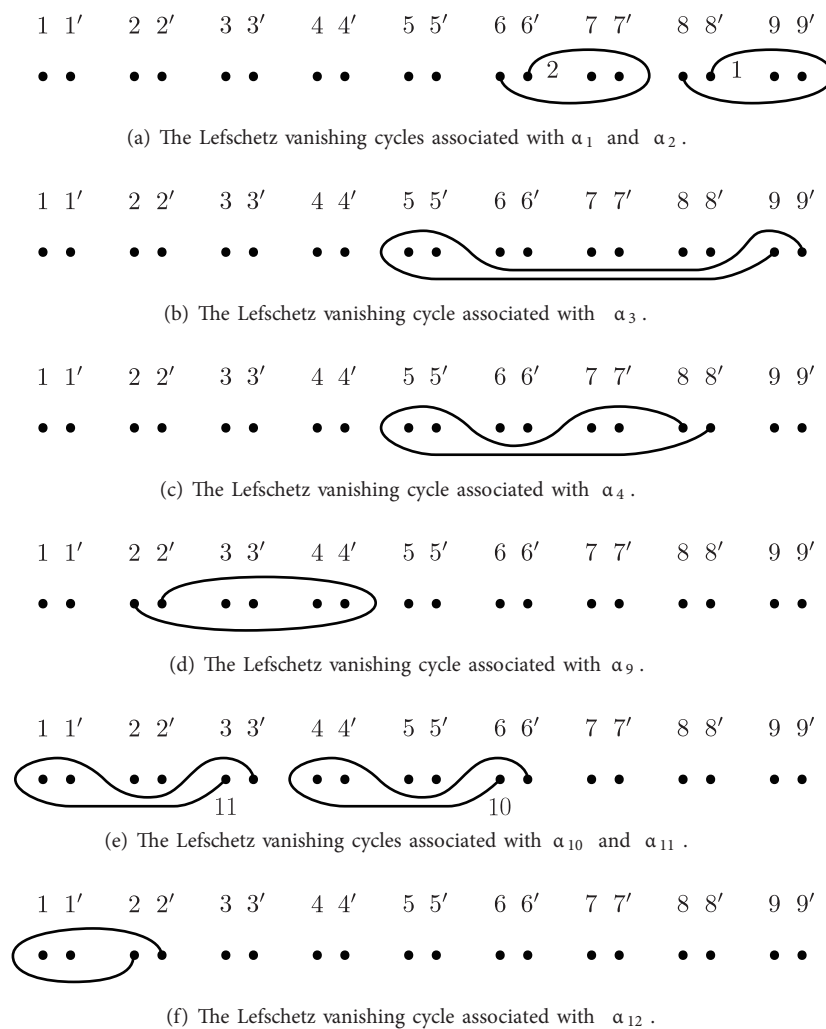 1 1′ 2 2′ 3 3′ 4 4′ 5 5′ 6 6′ 7 7′ 8 8′ 9 9′
2 1
(a) The Lefschetz vanishing cycles associated with α₁ and α₂ .
1 1′ 2 2′ 3 3′ 4 4′ 5 5′ 6 6′ 7 7′ 8 8′ 9 9′
(b) The Lefschetz vanishing cycle associated with α₃ .
1 1′ 2 2′ 3 3′ 4 4′ 5 5′ 6 6′ 7 7′ 8 8′ 9 9′
(c) The Lefschetz vanishing cycle associated with α₄ .
1 1′ 2 2′ 3 3′ 4 4′ 5 5′ 6 6′ 7 7′ 8 8′ 9 9′
(d) The Lefschetz vanishing cycle associated with α₉ .
1 1′ 2 2′ 3 3′ 4 4′ 5 5′ 6 6′ 7 7′ 8 8′ 9 9′
11 10
(e) The Lefschetz vanishing cycles associated with α₁₀ and α₁₁ .
1 1′ 2 2′ 3 3′ 4 4′ 5 5′ 6 6′ 7 7′ 8 8′ 9 9′
(f) The Lefschetz vanishing cycle associated with α₁₂ .